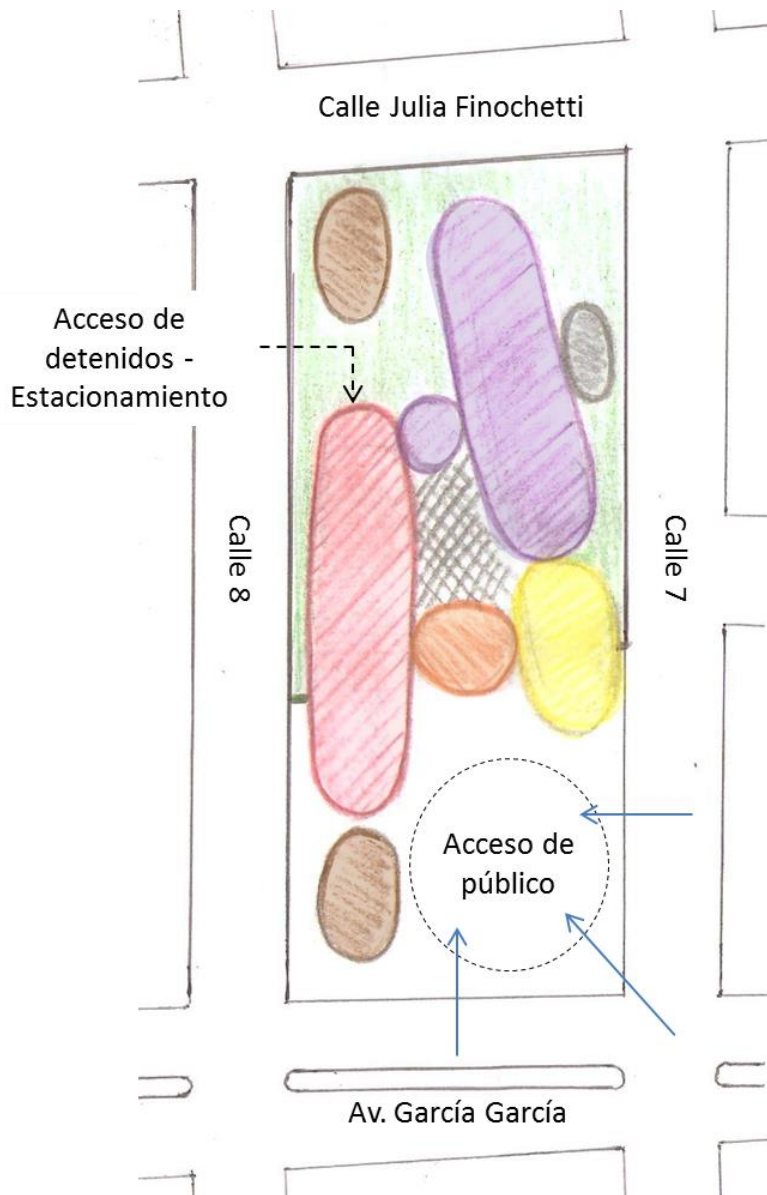 Calle Julia Finochetti
Acceso de
detenidos -
Estacionamiento
Calle 8
Calle 7
Acceso de
público
Av. García García